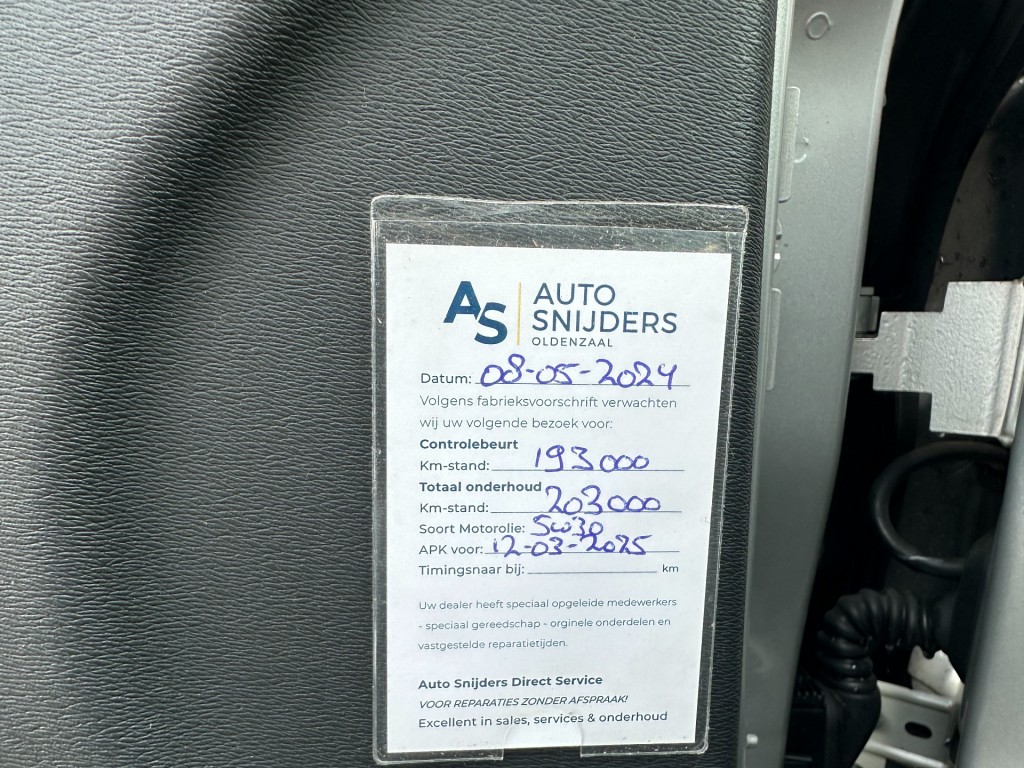 AS
AUTO
SNIJDERS
OLDENZAAL
Datum: 08-05-2024
Volgens fabrieksvoorschrift verwachten
wij uw volgende bezoek voor:
Controlebeurt
Km-stand: 193000
Totaal onderhoud
Km-stand: 203000
Soort Motorolie: 5w30
APK voor: 12-03-2025
Timingsnaar bij: km
Uw dealer heeft speciaal opgeleide medewerkers
- speciaal gereedschap - orginele onderdelen en
vastgestelde reparatietijden.
Auto Snijders Direct Service
VOOR REPARATIES ZONDER AFSPRAAK!
Excellent in sales, services & onderhoud